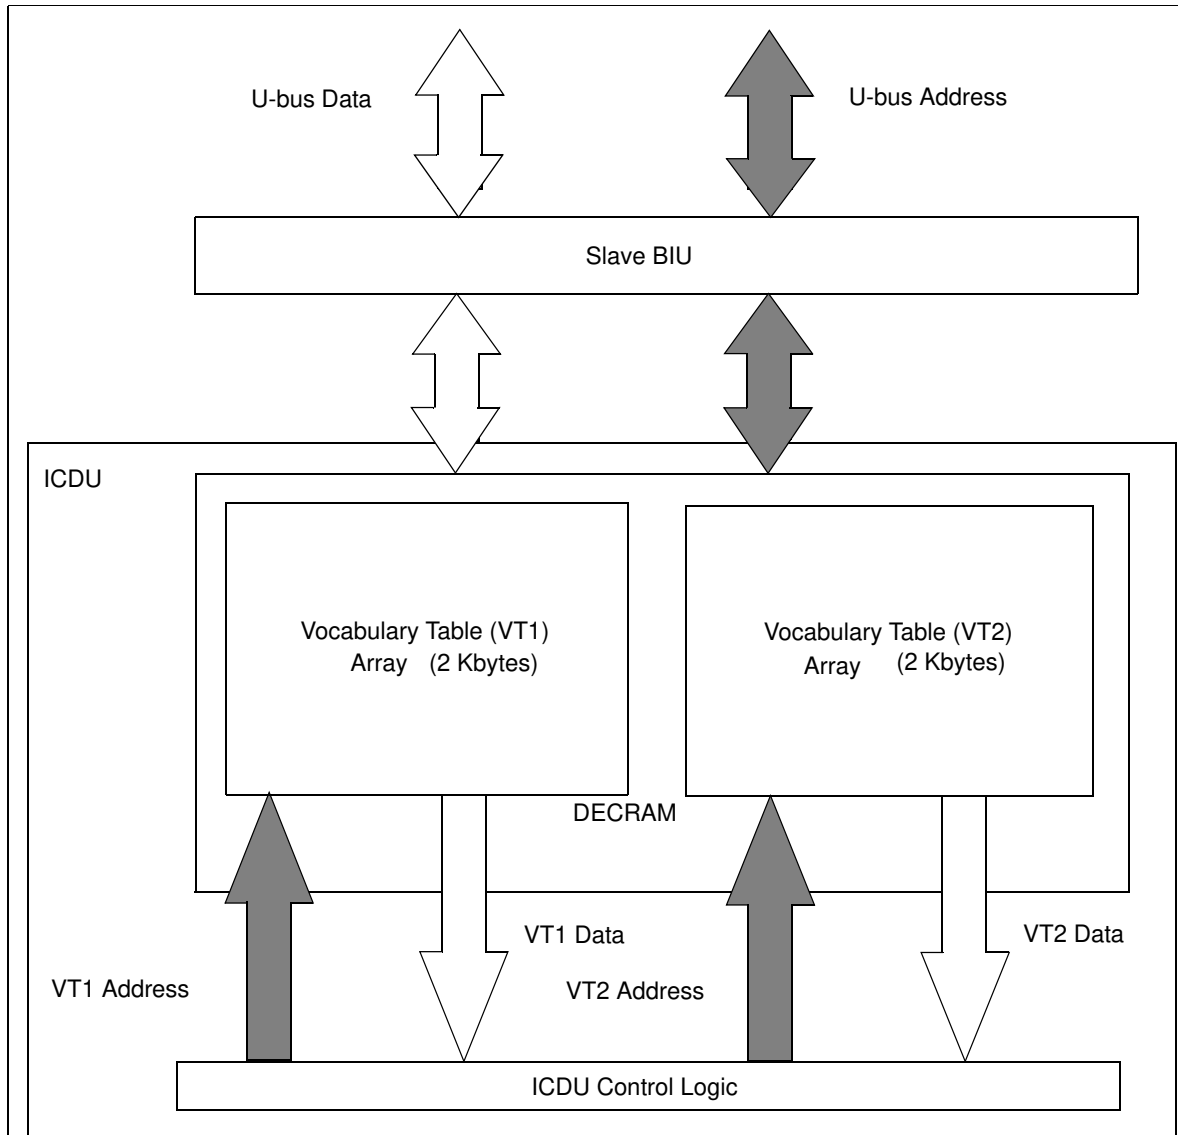 U-bus Data
U-bus Address
Slave BIU
ICDU
Vocabulary Table (VT1)
Array (2 Kbytes)
Vocabulary Table (VT2)
Array (2 Kbytes)
DECRAM
VT1 Data
VT2 Data
VT1 Address
VT2 Address
ICDU Control Logic